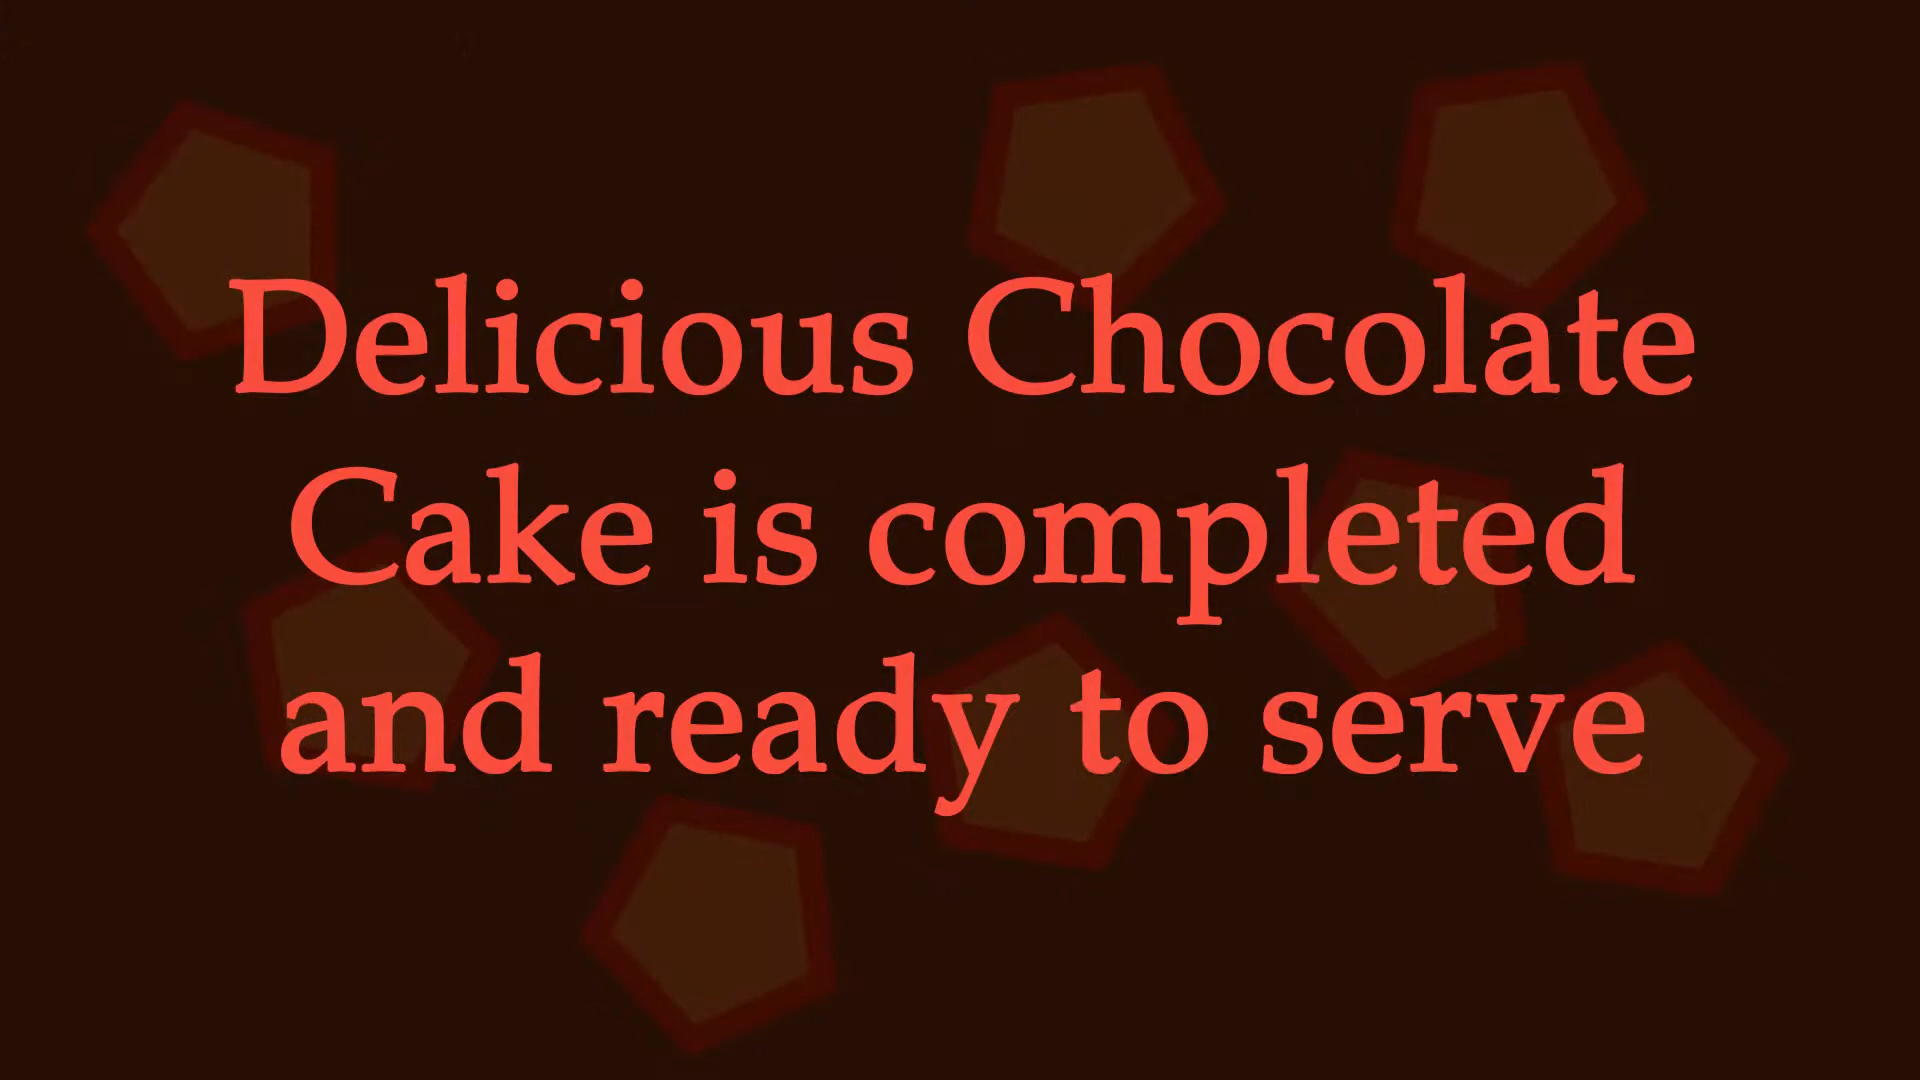 Delicious Chocolate
Cake is completed
and ready to serve